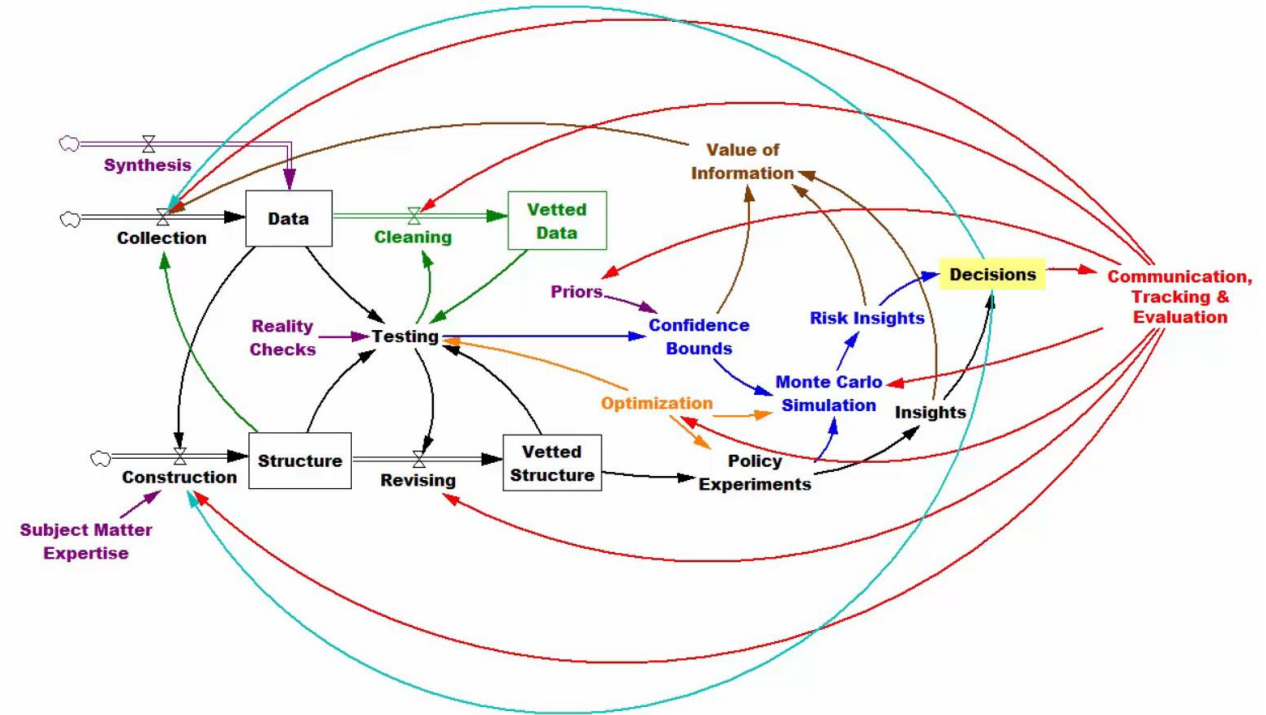 Value of
Information
Synthesis
Data
Vetted
Data
Collection
Cleaning
Decisions
Communication,
Tracking &
Evaluation
Priors
Reality
Checks
Testing
Confidence
Bounds
Risk Insights
Optimization
Monte Carlo
Simulation
Insights
Structure
Vetted
Structure
Policy
Experiments
Construction
Revising
Subject Matter
Expertise